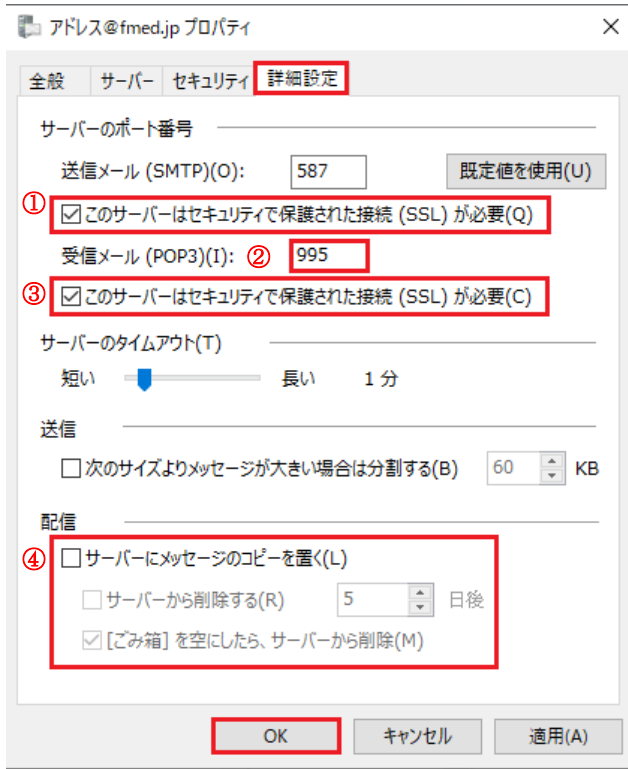 アドレス@fmed.jp プロパティ
全般 サーバー セキュリティ 詳細設定
サーバーのポート番号
送信メール (SMTP)(O): 587 既定値を使用(U)
① このサーバーはセキュリティで保護された接続 (SSL) が必要(Q)
受信メール (POP3)(I): ② 995
③ このサーバーはセキュリティで保護された接続 (SSL) が必要(C)
サーバーのタイムアウト(T)
短い 長い 1 分
送信
次のサイズよりメッセージが大きい場合は分割する(B) 60 KB
配信
④ サーバーにメッセージのコピーを置く(L)
サーバーから削除する(R) 5 日後
[ごみ箱] を空にしたら、サーバーから削除(M)
OK キャンセル 適用(A)